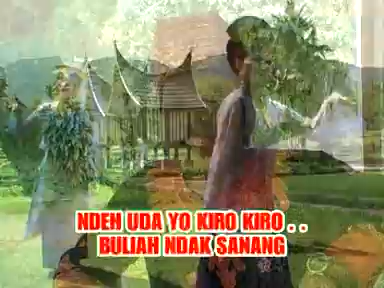 NDEH UDA YO KIRO KIRO . .
BULIAH NDAK SANANG